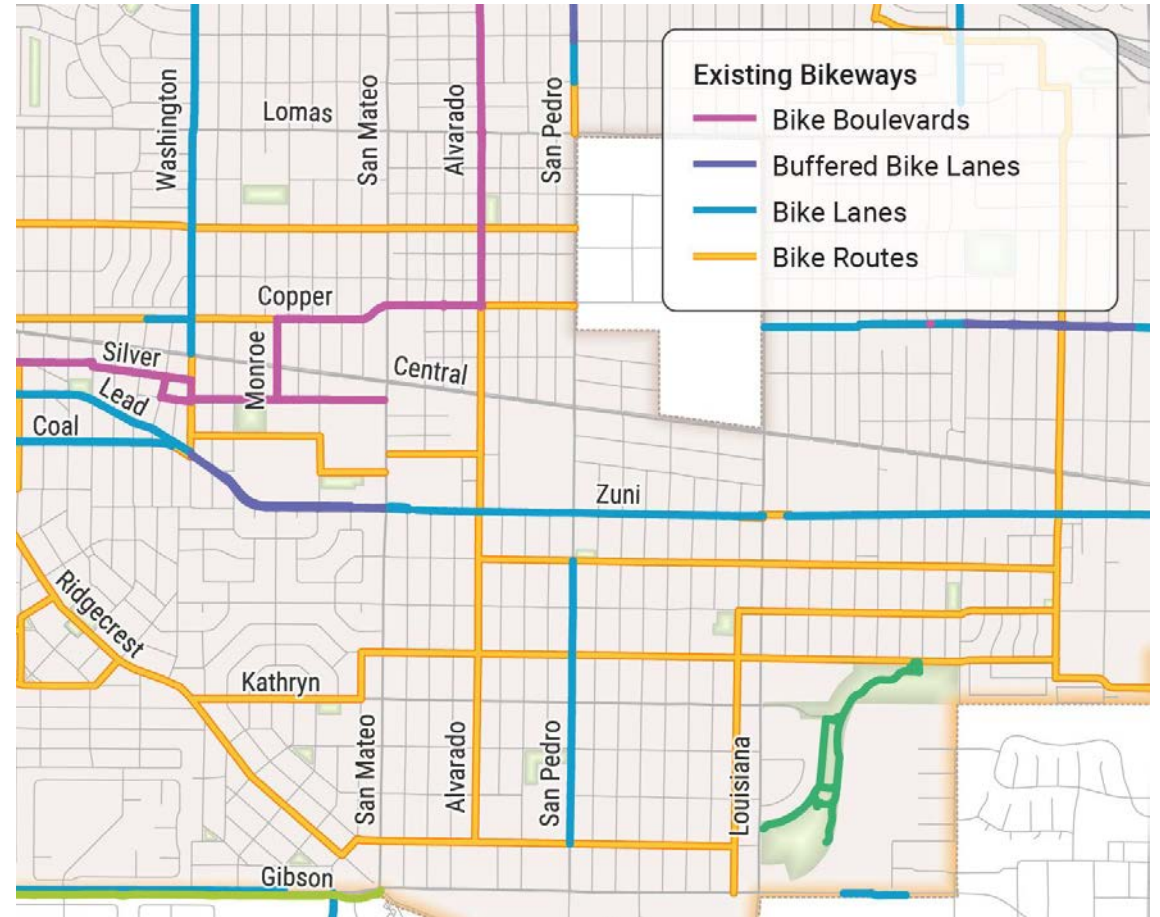 Existing Bikeways
Bike Boulevards
Buffered Bike Lanes
Bike Lanes
Bike Routes
Washington
Lomas
San Mateo
Alvarado
San Pedro
Copper
Silver
Monroe
Central
Lead
Coal
Zuni
Ridgecrest
Kathryn
San Mateo
Alvarado
San Pedro
Louisiana
Gibson